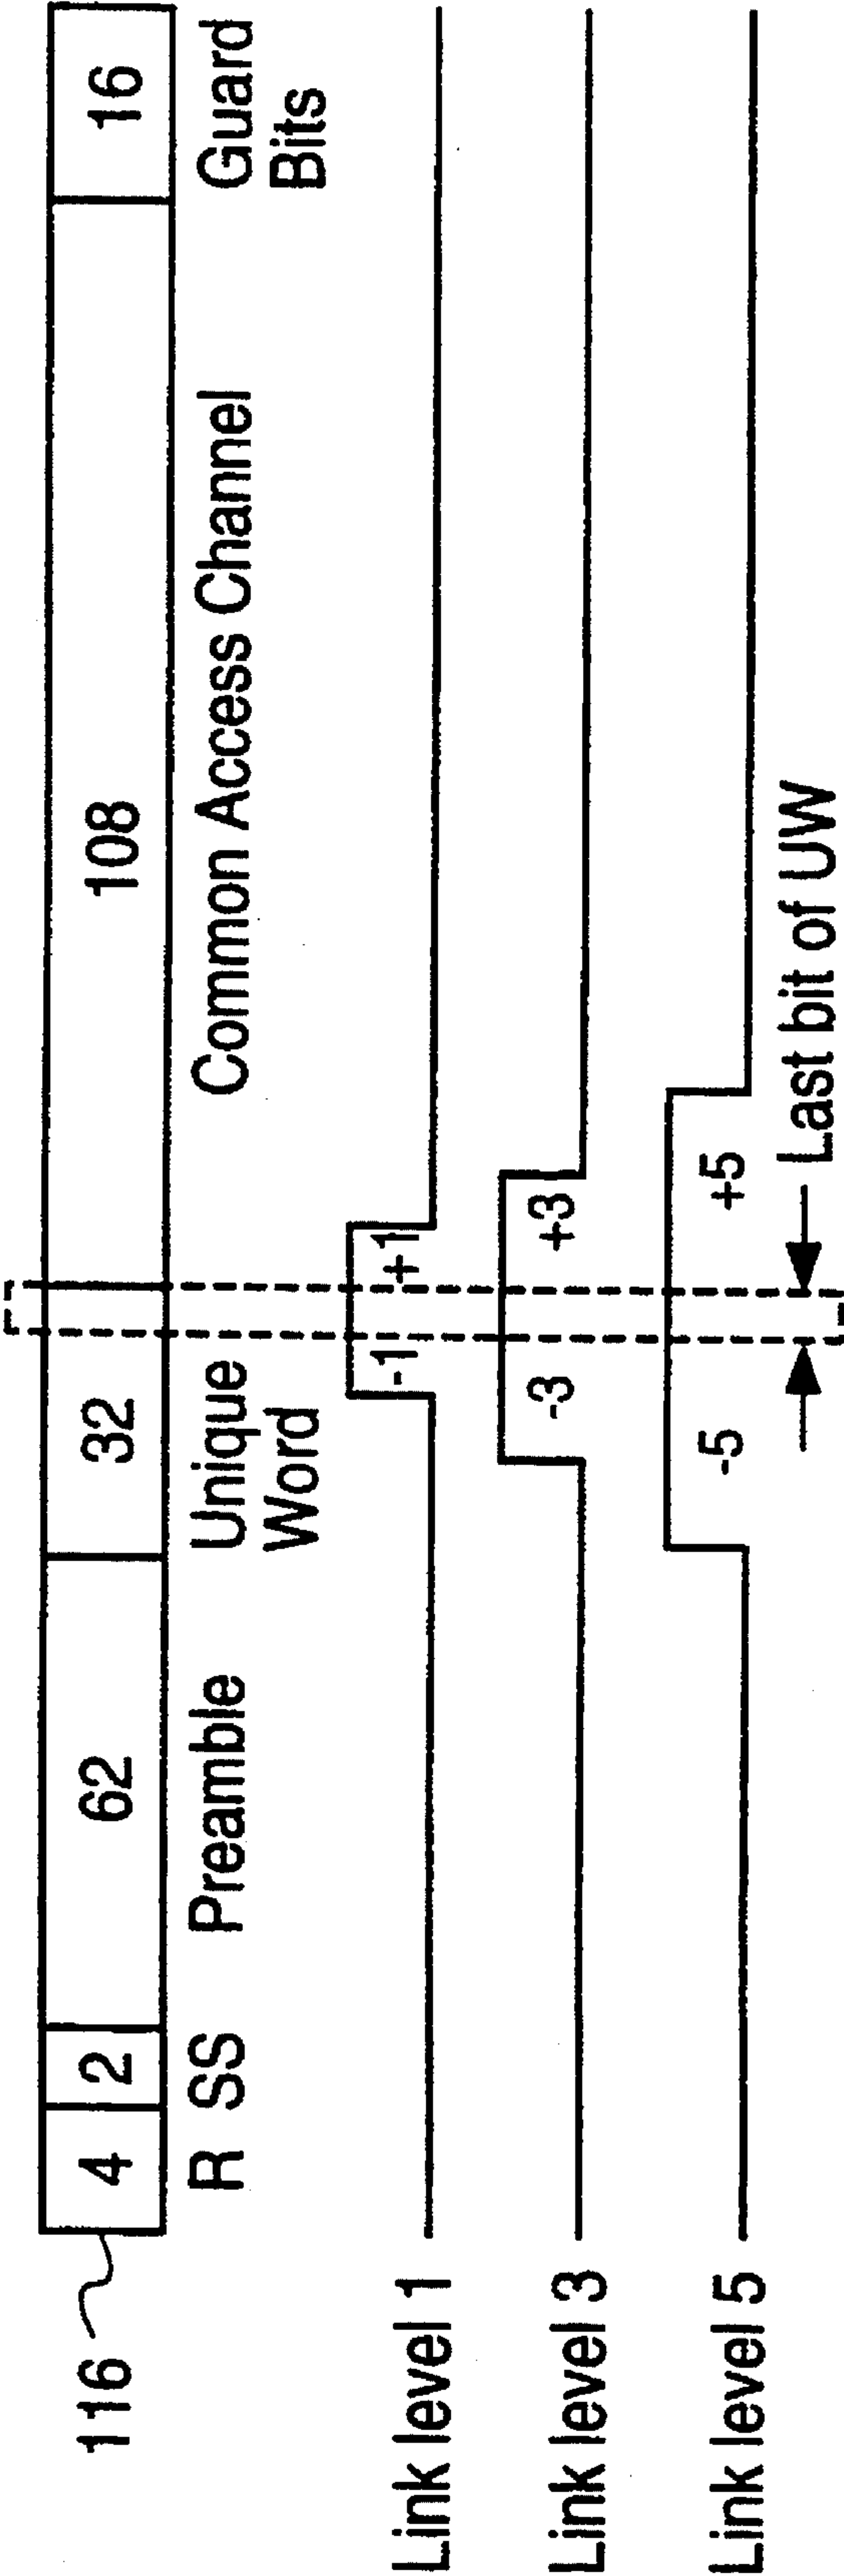 116
4 2 62 32 108 16
R SS Preamble Unique Word Common Access Channel Guard Bits
Link level 1
-1 +1
Link level 3
-3 +3
Link level 5
-5 +5
Last bit of UW